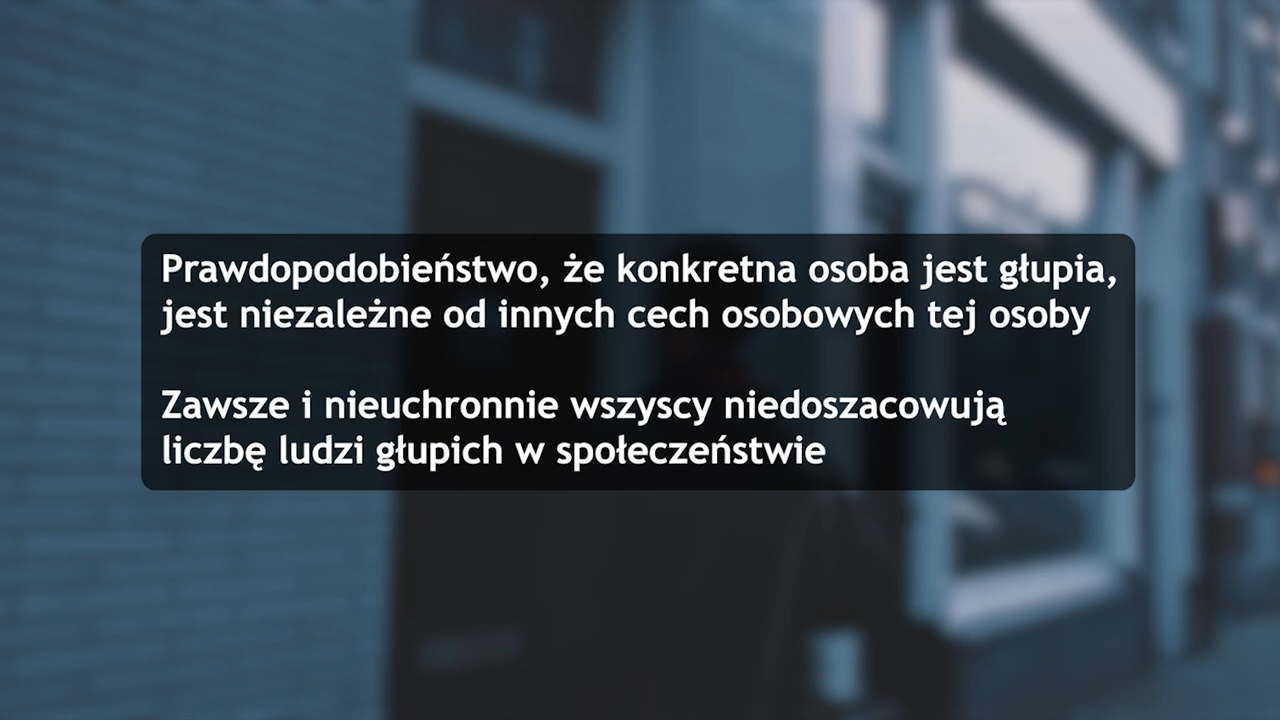 Prawdopodobieństwo, że konkretna osoba jest głupia,
jest niezależne od innych cech osobowych tej osoby
Zawsze i nieuchronnie wszyscy niedoszacowują
liczbę ludzi głupich w społeczeństwie